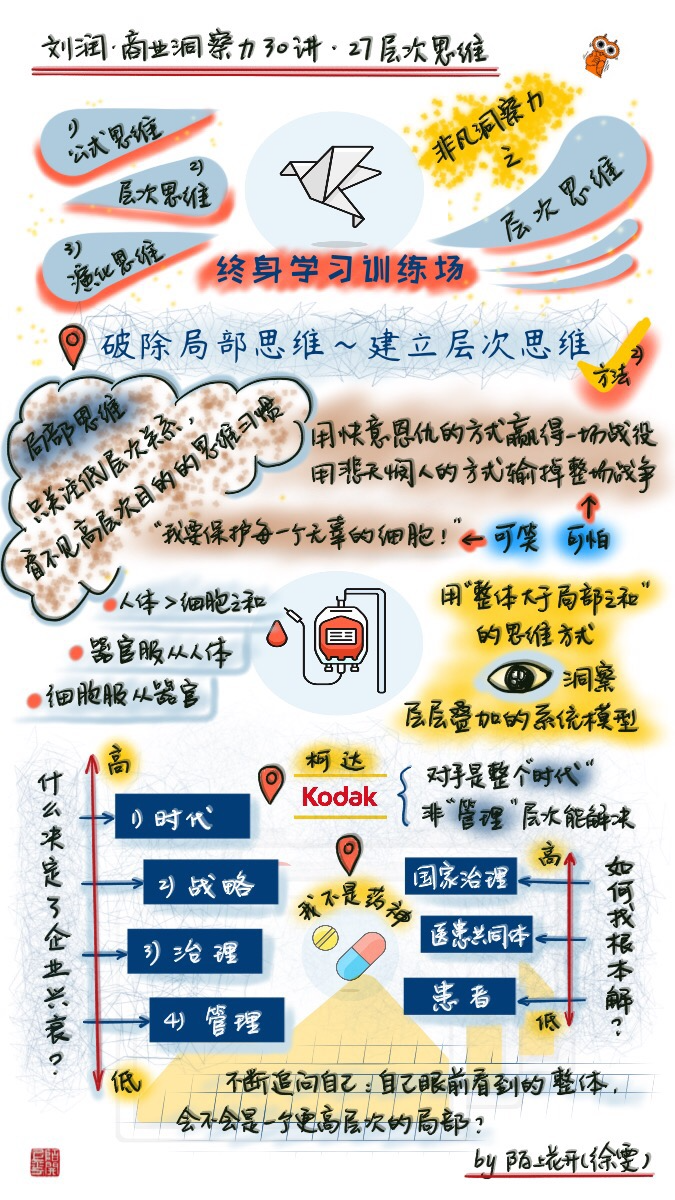 刘润·商业洞察力30讲·27层次思维
1)
公式思维
2)
层次思维
3)
演化思维
非凡洞察力
之
层次思维
终身学习训练场
破除局部思维~建立层次思维
方法2)
局部思维
只关注低层次关系,
看不见高层次目的的思维习惯
用快意恩仇的方式赢得一场战役
用悲天悯人的方式输掉整场战争
"我要保护每一个无辜的细胞!"
可笑 可怕
人体>细胞之和
器官服从人体
细胞服从器官
用"整体大于局部之和"
的思维方式
洞察
层层叠加的系统模型
什么决定了企业兴衰?
高
1)时代
2)战略
3)治理
4)管理
低
柯达
Kodak
对手是整个"时代"
非"管理"层次能解决
我不是药神
高
国家治理
医患共同体
患者
低
如何找根本解?
不断追问自己:自己眼前看到的整体,
会不会是一个更高层次的局部?
by 陌上花开(徐雯)